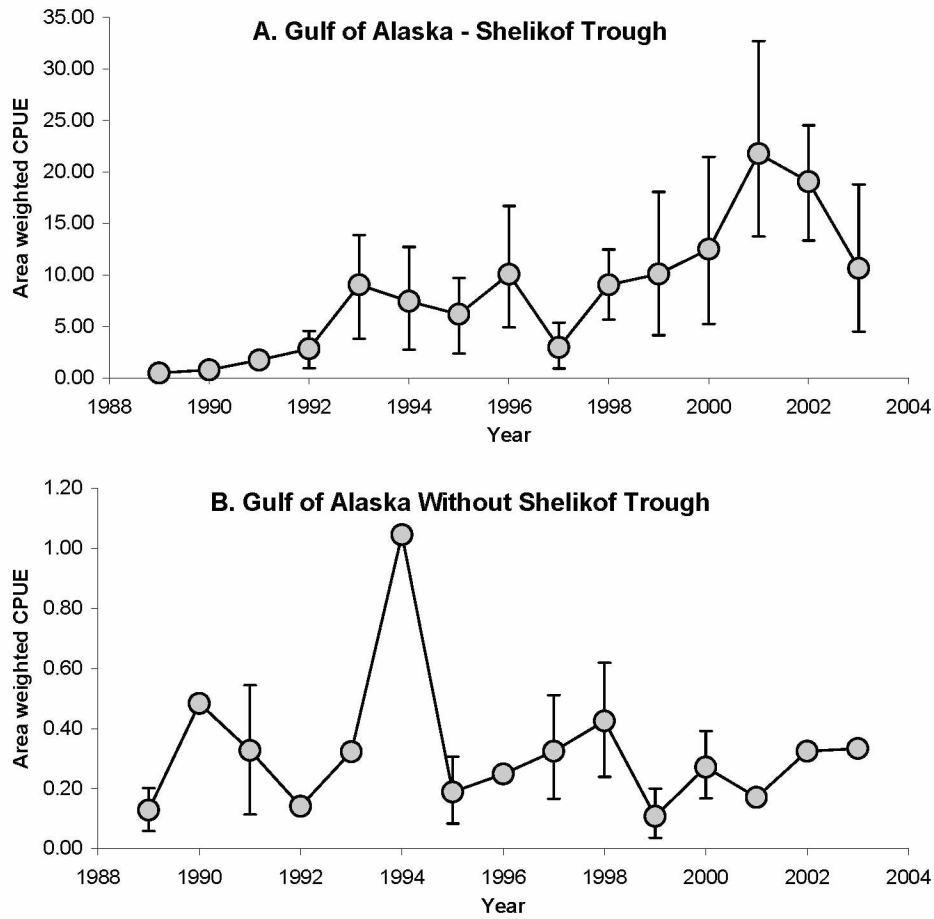 A. Gulf of Alaska - Shelikof Trough
Area weighted CPUE
35.00
30.00
25.00
20.00
15.00
10.00
5.00
0.00
1988 1990 1992 1994 1996 1998 2000 2002 2004
Year
B. Gulf of Alaska Without Shelikof Trough
Area weighted CPUE
1.20
1.00
0.80
0.60
0.40
0.20
0.00
1988 1990 1992 1994 1996 1998 2000 2002 2004
Year